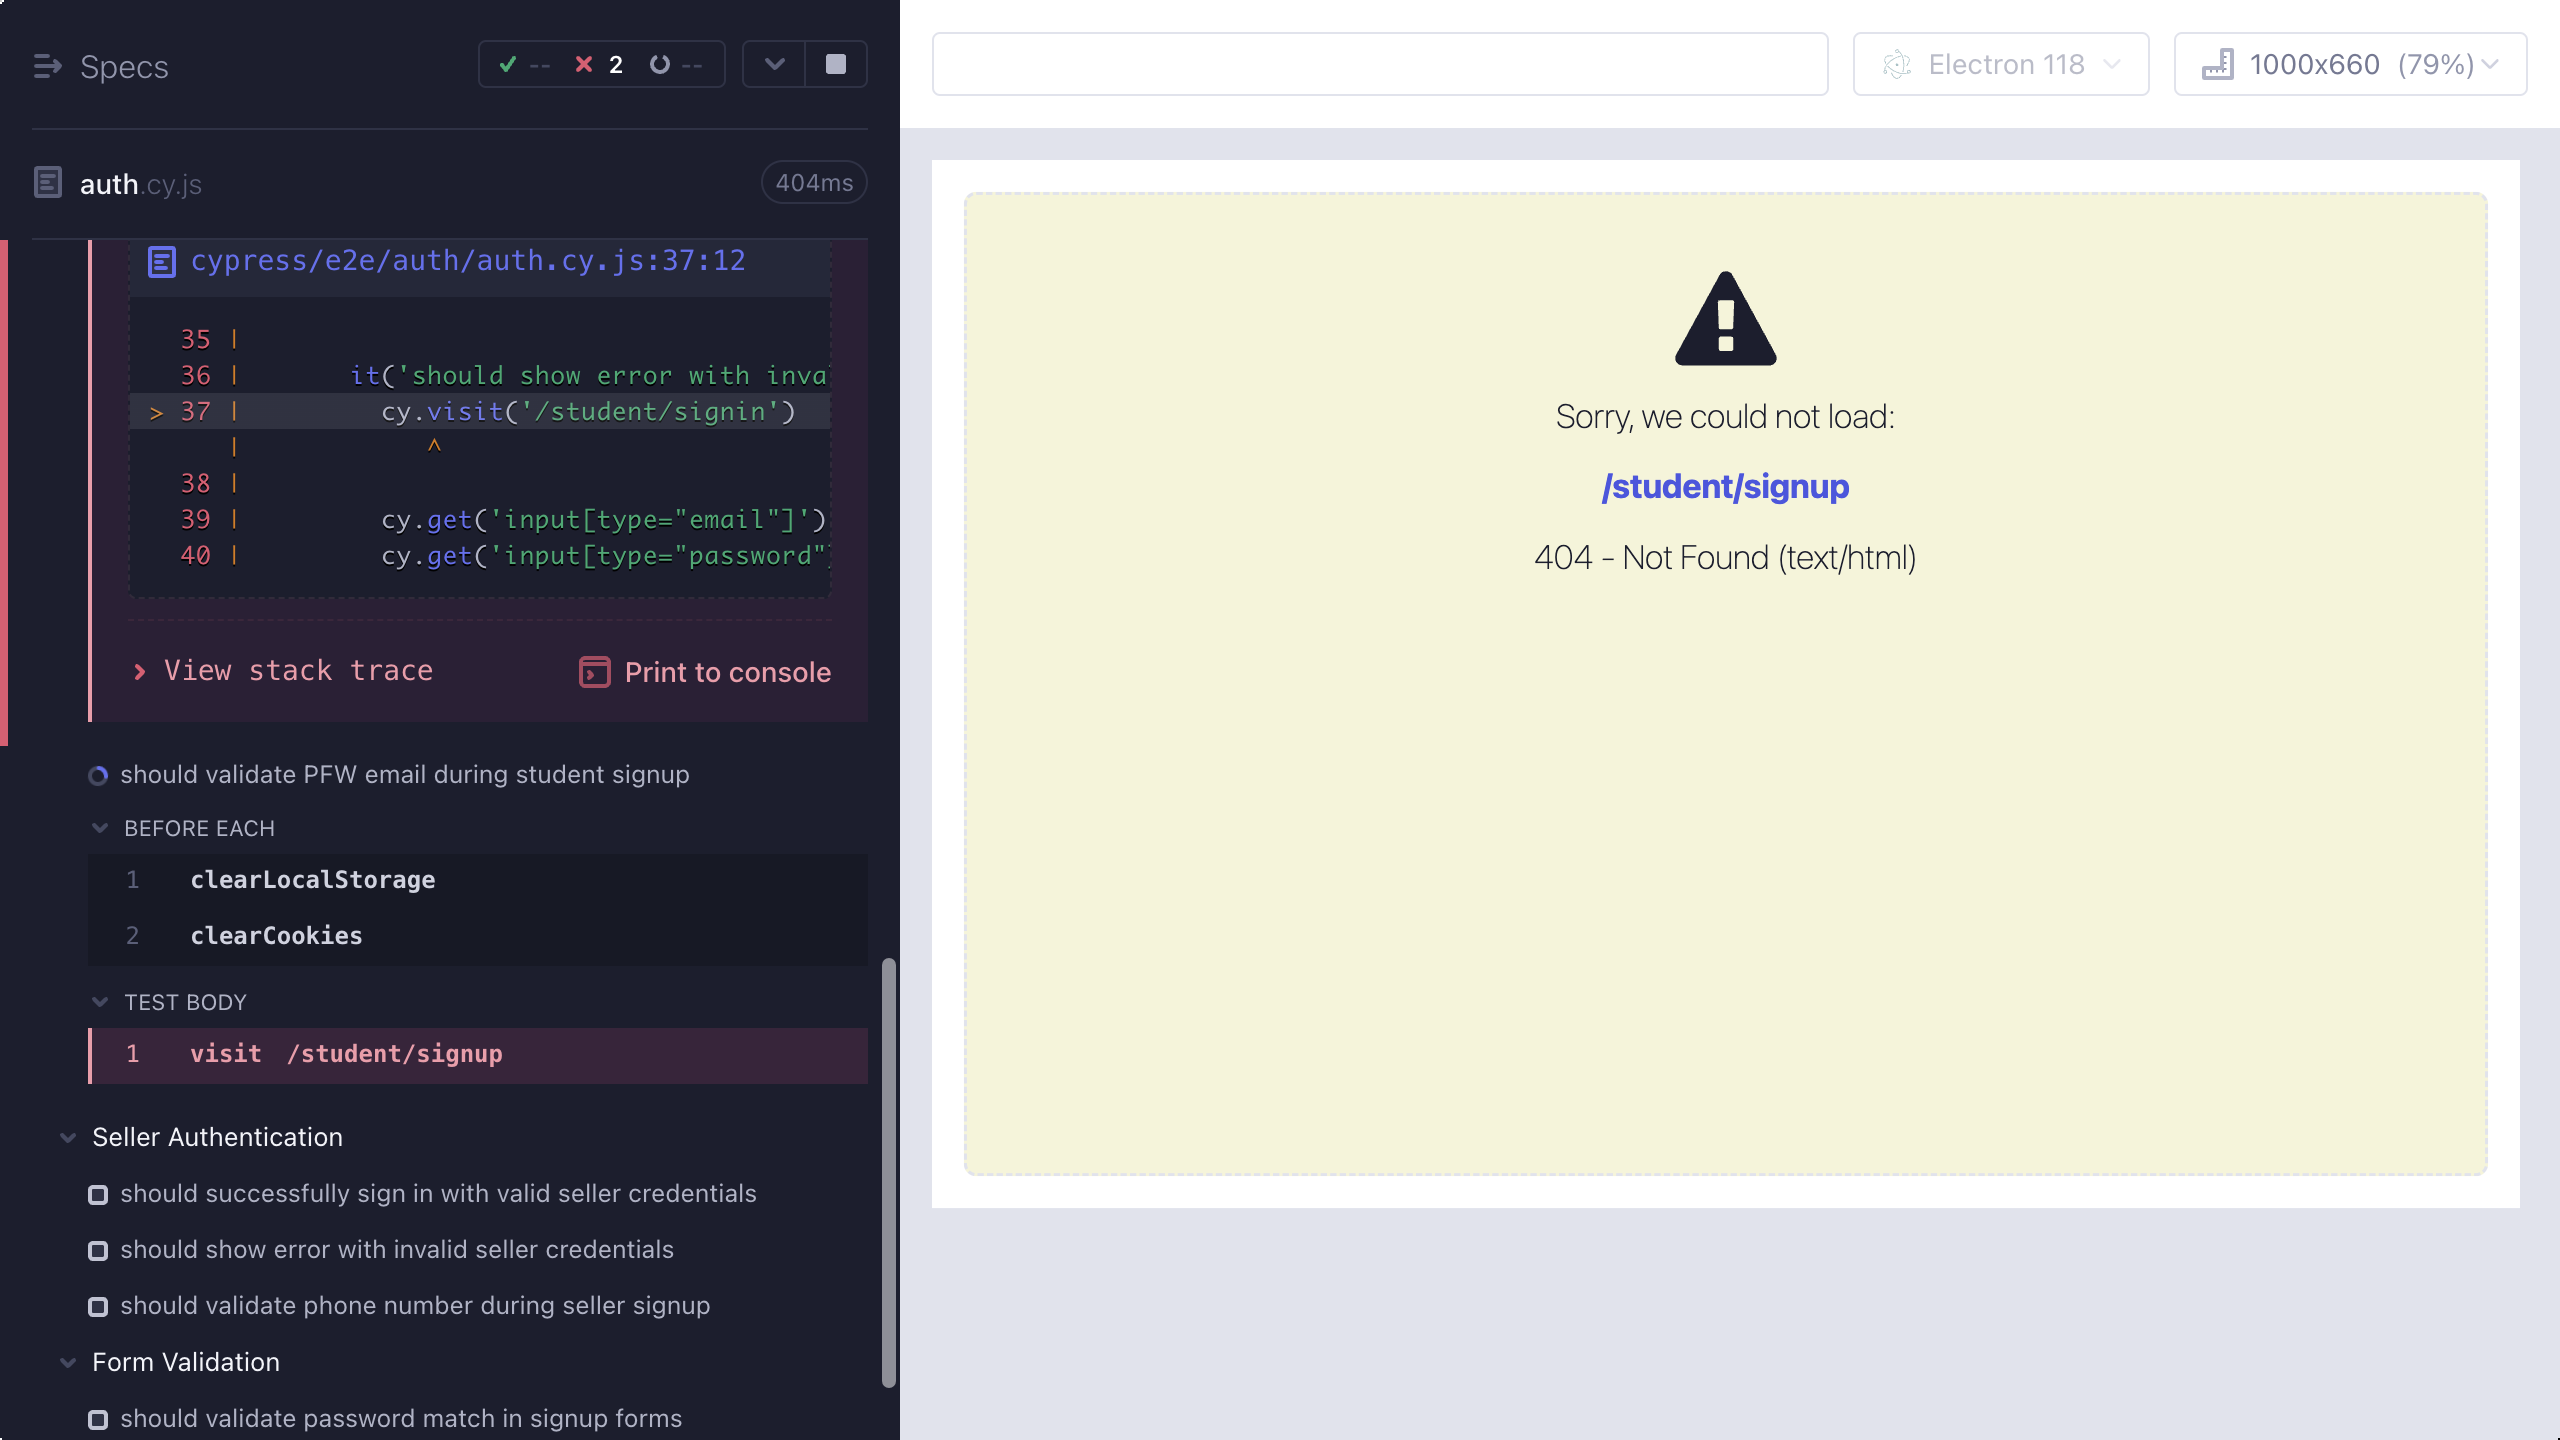 Specs
-- 2 --
auth.cy.js
404ms
cypress/e2e/auth/auth.cy.js:37:12
35 |
36 | it('should show error with inva
> 37 | cy.visit('/student/signin')
| ^
38 |
39 | cy.get('input[type="email"]')
40 | cy.get('input[type="password"]
View stack trace
Print to console
should validate PFW email during student signup
BEFORE EACH
1 clearLocalStorage
2 clearCookies
TEST BODY
1 visit /student/signup
Seller Authentication
should successfully sign in with valid seller credentials
should show error with invalid seller credentials
should validate phone number during seller signup
Form Validation
should validate password match in signup forms
Electron 118
1000x660 (79%)
Sorry, we could not load:
/student/signup
404 - Not Found (text/html)